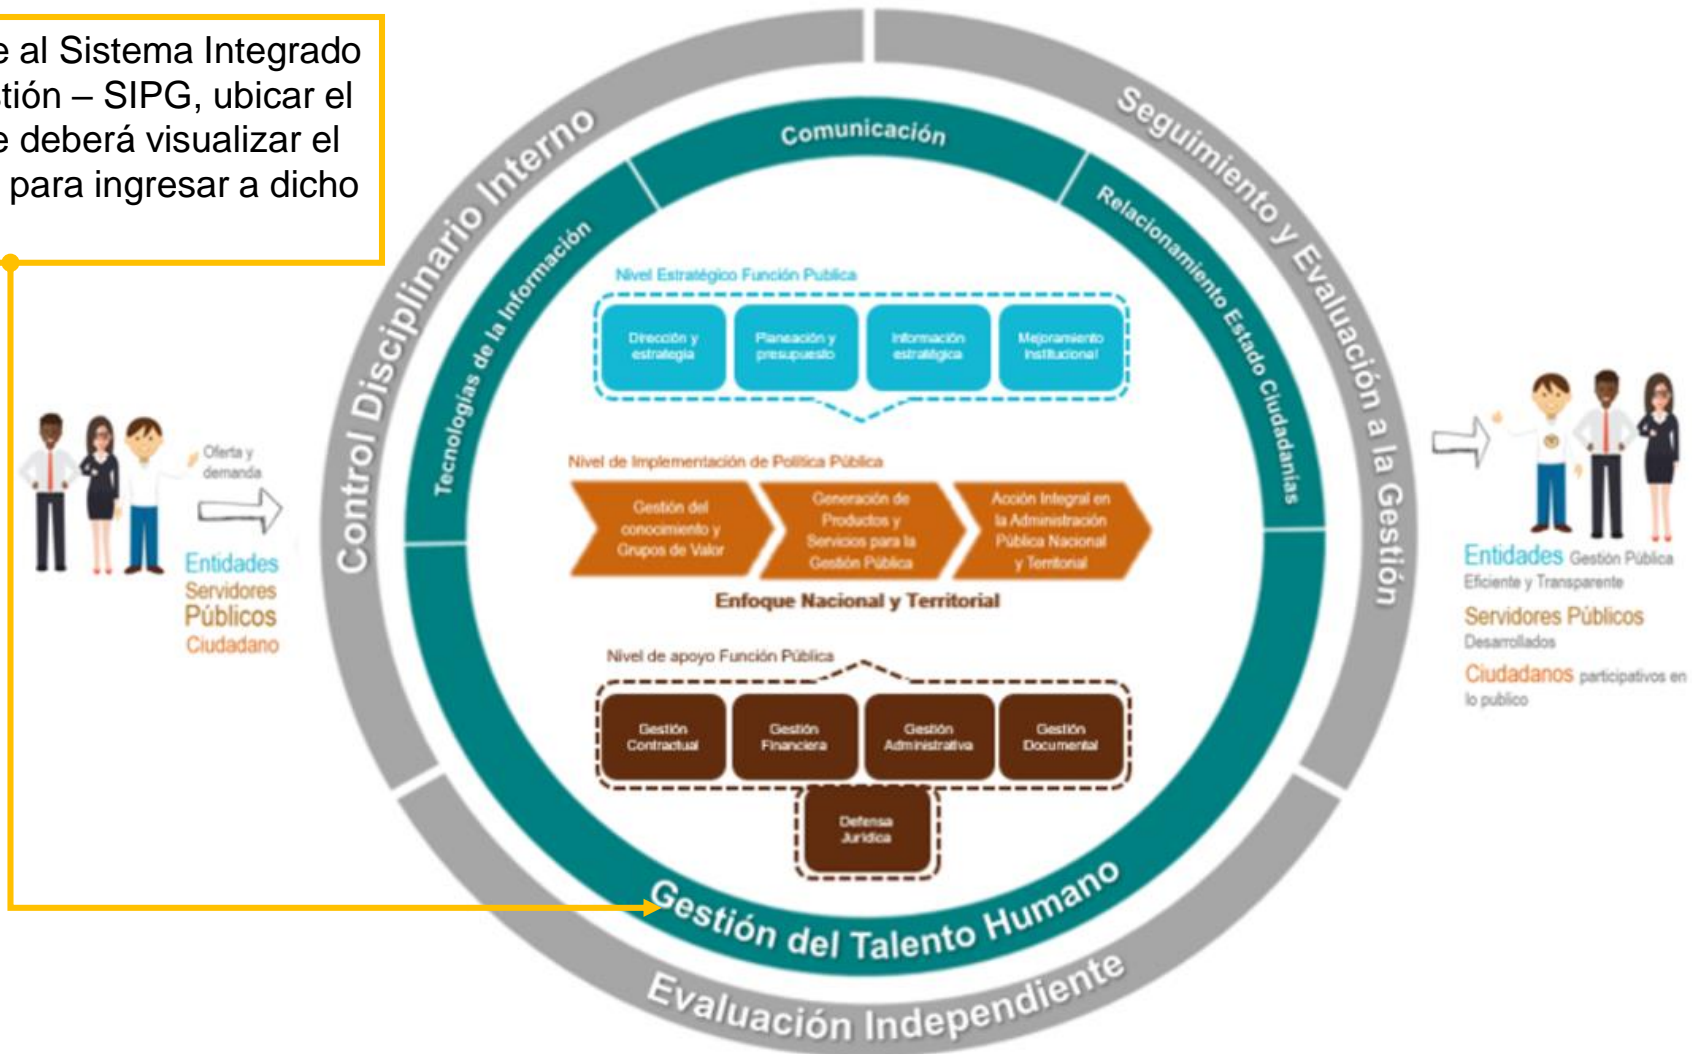 e al Sistema Integrado
stión – SIPG, ubicar el
e deberá visualizar el
para ingresar a dicho
Control Disciplinario Interno
Seguimiento y Evaluación a la Gestión
Evaluación Independiente
Tecnologías de la Información
Comunicación
Relacionamiento Estado Ciudadanías
Gestión del Talento Humano
Oferta y
demanda
Entidades
Servidores
Públicos
Ciudadano
Nivel Estratégico Función Publica
Dirección y
estrategia
Planeación y
presupuesto
Información
estratégica
Mejoramiento
Institucional
Nivel de Implementación de Política Pública
Gestión del
conocimiento y
Grupos de Valor
Generación de
Productos y
Servicios para la
Gestión Pública
Acción Integral en
la Administración
Pública Nacional
y Territorial
Enfoque Nacional y Territorial
Nivel de apoyo Función Pública
Gestión
Contractual
Gestión
Financiera
Gestión
Administrativa
Gestión
Documental
Defensa
Jurídica
Entidades Gestión Pública
Eficiente y Transparente
Servidores Públicos
Desarrollados
Ciudadanos participativos en
lo publico